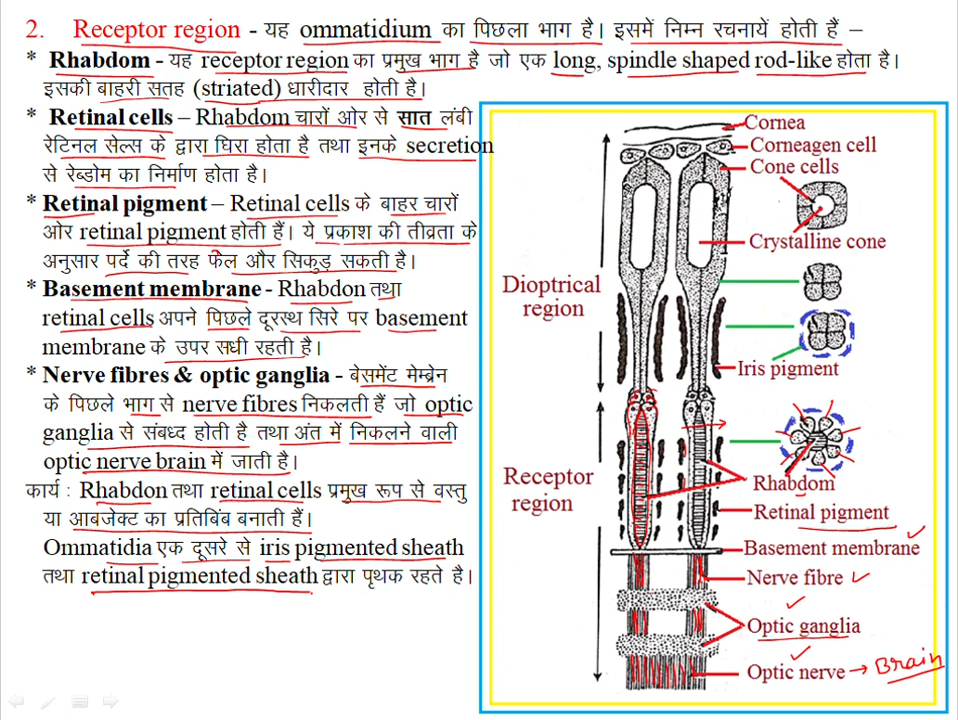 2. Receptor region - यह ommatidium का पिछला भाग है। इसमें निम्न रचनायें होती हैं –
* Rhabdom - यह receptor region का प्रमुख भाग है जो एक long, spindle shaped rod-like होता है।
इसकी बाहरी सतह (striated) धारीदार होती है।
* Retinal cells – Rhabdom चारों ओर से सात लंबी
रेटिनल सेल्स के द्वारा घिरा होता है तथा इनके secretion
से रेब्डोम का निर्माण होता है।
* Retinal pigment – Retinal cells के बाहर चारों
ओर retinal pigment होती हैं। ये प्रकाश की तीव्रता के
अनुसार पर्दे की तरह फैल और सिकुड़ सकती है।
* Basement membrane - Rhabdon तथा
retinal cells अपने पिछले दूरस्थ सिरे पर basement
membrane के उपर सधी रहती है।
* Nerve fibres & optic ganglia - बेसमेंट मेम्ब्रेन
के पिछले भाग से nerve fibres निकलती हैं जो optic
ganglia से संबध्द होती है तथा अंत में निकलने वाली
optic nerve brain में जाती है।
कार्य : Rhabdon तथा retinal cells प्रमुख रूप से वस्तु
या आबजेक्ट का प्रतिबिंब बनाती हैं।
Ommatidia एक दूसरे से iris pigmented sheath
तथा retinal pigmented sheath द्वारा पृथक रहते है।
Cornea
Corneagen cell
Cone cells
Crystalline cone
Dioptrical
region
Iris pigment
Receptor
region
Rhabdom
Retinal pigment
Basement membrane
Nerve fibre
Optic ganglia
Optic nerve → Brain